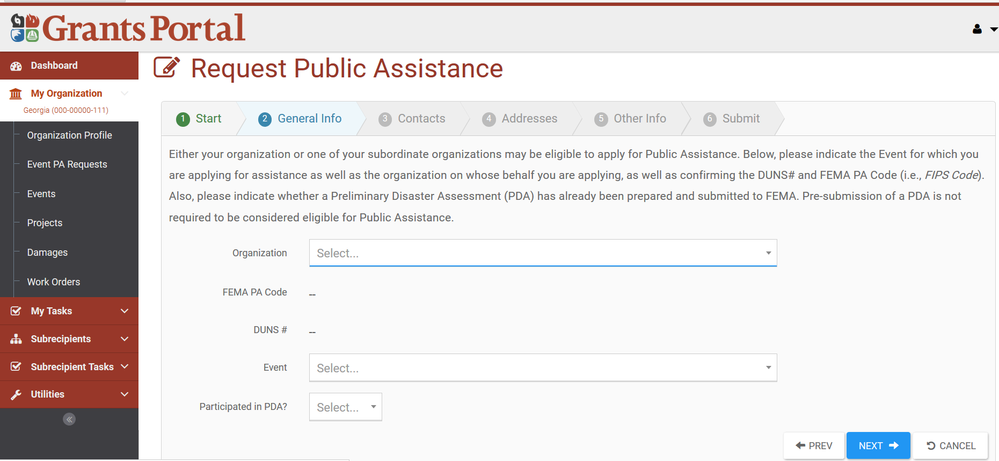 Grants Portal
Dashboard
My Organization
Georgia (000-00000-111)
Organization Profile
Event PA Requests
Events
Projects
Damages
Work Orders
My Tasks
Subrecipients
Subrecipient Tasks
Utilities
Request Public Assistance
1 Start
2 General Info
3 Contacts
4 Addresses
5 Other Info
6 Submit
Either your organization or one of your subordinate organizations may be eligible to apply for Public Assistance. Below, please indicate the Event for which you
are applying for assistance as well as the organization on whose behalf you are applying, as well as confirming the DUNS# and FEMA PA Code (i.e., FIPS Code).
Also, please indicate whether a Preliminary Disaster Assessment (PDA) has already been prepared and submitted to FEMA. Pre-submission of a PDA is not
required to be considered eligible for Public Assistance.
Organization Select...
FEMA PA Code --
DUNS # --
Event Select...
Participated in PDA? Select...
PREV
NEXT
CANCEL